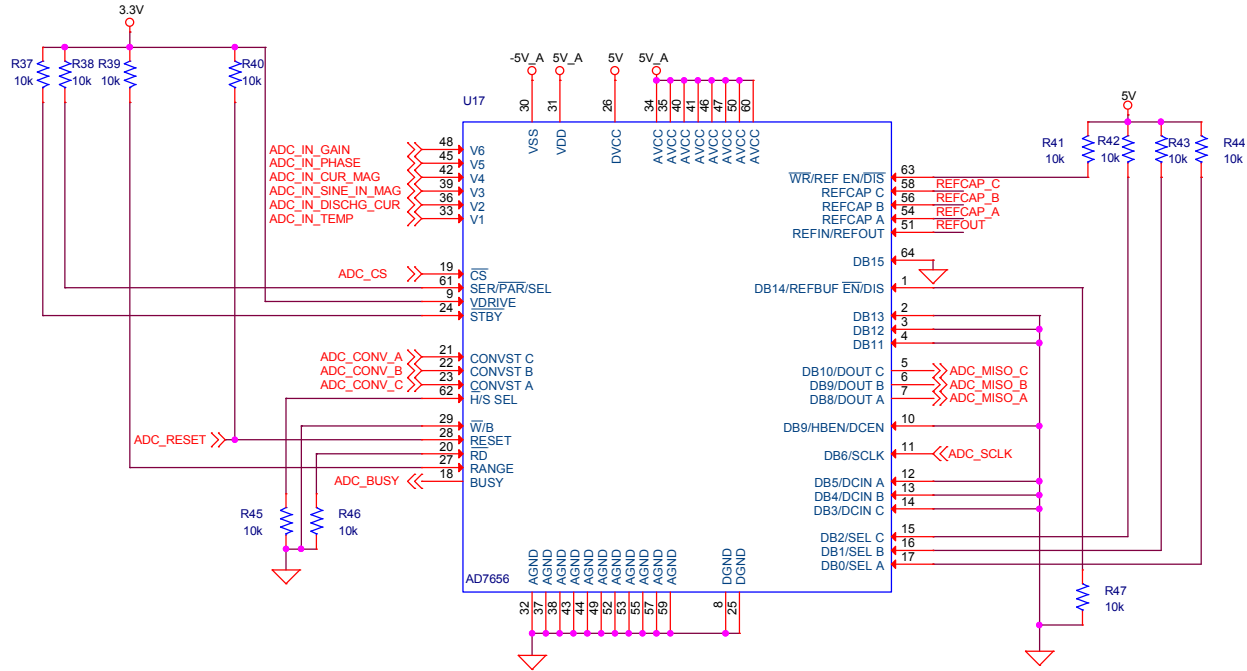 3.3V
R37 R38 R39 R40
10k 10k 10k 10k
-5V_A 5V_A 5V 5V_A
U17
30 31 26 34 35 40 41 46 47 50 60
VSS VDD DVCC AVCC AVCC AVCC AVCC AVCC AVCC AVCC AVCC
5V
R41 R42 R43 R44
10k 10k 10k 10k
ADC_IN_GAIN 48 V6
ADC_IN_PHASE 45 V5
ADC_IN_CUR_MAG 42 V4
ADC_IN_SINE_IN_MAG 39 V3
ADC_IN_DISCHG_CUR 36 V2
ADC_IN_TEMP 33 V1
WR/REF EN/DIS 63
REFCAP C 58 REFCAP_C
REFCAP B 56 REFCAP_B
REFCAP A 54 REFCAP_A
REFIN/REFOUT 51 REFOUT
DB15 64
ADC_CS 19 CS
61 SER/PAR/SEL
9 VDRIVE
24 STBY
DB14/REFBUF EN/DIS 1
DB13 2
DB12 3
DB11 4
ADC_CONV_A 21 CONVST C
ADC_CONV_B 22 CONVST B
ADC_CONV_C 23 CONVST A
62 H/S SEL
DB10/DOUT C 5 ADC_MISO_C
DB9/DOUT B 6 ADC_MISO_B
DB8/DOUT A 7 ADC_MISO_A
29 W/B
ADC_RESET 28 RESET
20 RD
27 RANGE
ADC_BUSY 18 BUSY
DB9/HBEN/DCEN 10
DB6/SCLK 11 ADC_SCLK
DB5/DCIN A 12
DB4/DCIN B 13
DB3/DCIN C 14
DB2/SEL C 15
DB1/SEL B 16
DB0/SEL A 17
R45 R46
10k 10k
AGND AGND AGND AGND AGND AGND AGND AGND AGND AGND AGND DGND DGND
AD7656
32 37 38 43 44 49 52 53 55 57 59 8 25
R47
10k